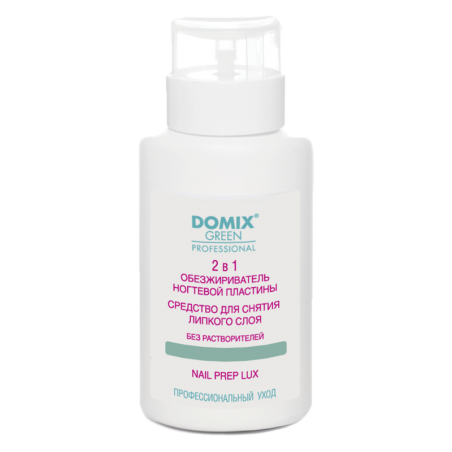 DOMIX®
GREEN
PROFESSIONAL
2 в 1
ОБЕЗЖИРИВАТЕЛЬ
НОГТЕВОЙ ПЛАСТИНЫ
СРЕДСТВО ДЛЯ СНЯТИЯ
ЛИПКОГО СЛОЯ
БЕЗ РАСТВОРИТЕЛЕЙ
NAIL PREP LUX
ПРОФЕССИОНАЛЬНЫЙ УХОД